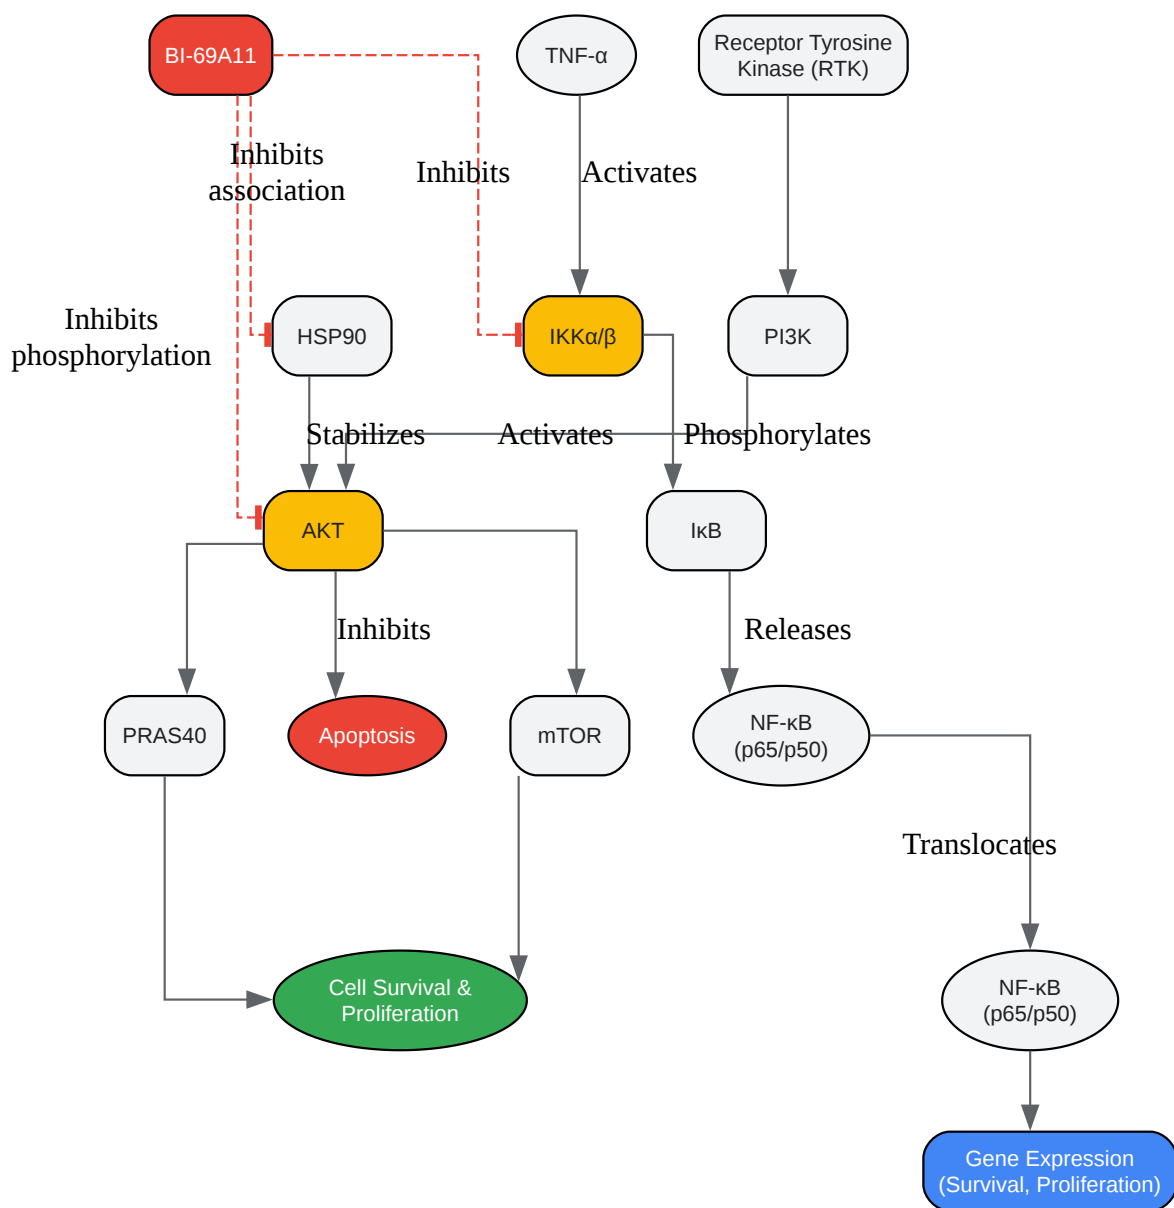 BI-69A11
TNF-α
Receptor Tyrosine
Kinase (RTK)
Inhibits
association
Inhibits
Activates
Inhibits
phosphorylation
HSP90
IKKα/β
PI3K
Stabilizes
Activates
Phosphorylates
AKT
IκB
Inhibits
Releases
PRAS40
Apoptosis
mTOR
NF-κB
(p65/p50)
Translocates
Cell Survival &
Proliferation
NF-κB
(p65/p50)
Gene Expression
(Survival, Proliferation)